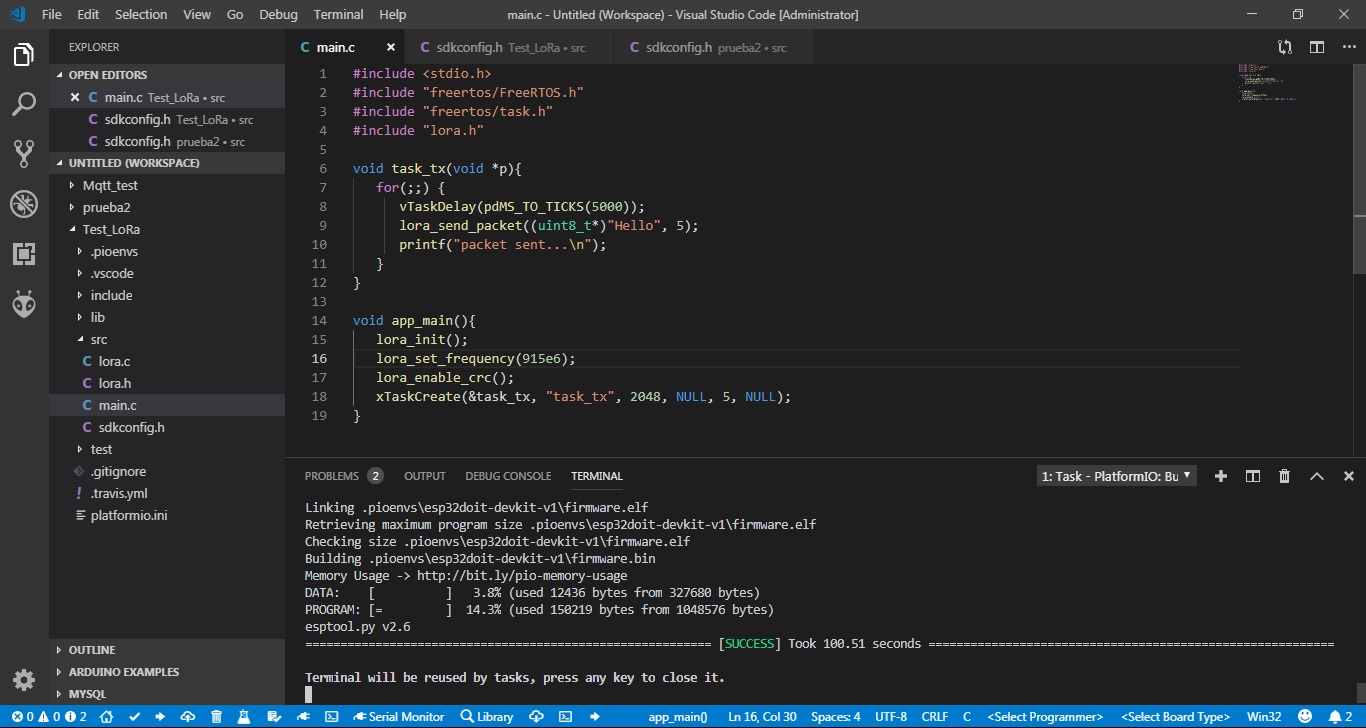 File Edit Selection View Go Debug Terminal Help main.c - Untitled (Workspace) - Visual Studio Code [Administrator]
EXPLORER
OPEN EDITORS
main.c Test_LoRa • src
sdkconfig.h Test_LoRa • src
sdkconfig.h prueba2 • src
UNTITLED (WORKSPACE)
Mqtt_test
prueba2
Test_LoRa
.pioenvs
.vscode
include
lib
src
C lora.c
C lora.h
C main.c
C sdkconfig.h
test
.gitignore
! .travis.yml
platformio.ini
OUTLINE
ARDUINO EXAMPLES
MYSQL
C main.c C sdkconfig.h Test_LoRa • src C sdkconfig.h prueba2 • src
1 #include <stdio.h>
2 #include "freertos/FreeRTOS.h"
3 #include "freertos/task.h"
4 #include "lora.h"
5
6 void task_tx(void *p){
7 for(;;) {
8 vTaskDelay(pdMS_TO_TICKS(5000));
9 lora_send_packet((uint8_t*)"Hello", 5);
10 printf("packet sent...\n");
11 }
12 }
13
14 void app_main(){
15 lora_init();
16 lora_set_frequency(915e6);
17 lora_enable_crc();
18 xTaskCreate(&task_tx, "task_tx", 2048, NULL, 5, NULL);
19 }
PROBLEMS 2 OUTPUT DEBUG CONSOLE TERMINAL 1: Task - PlatformIO: Bu
Linking .pioenvs\esp32doit-devkit-v1\firmware.elf
Retrieving maximum program size .pioenvs\esp32doit-devkit-v1\firmware.elf
Checking size .pioenvs\esp32doit-devkit-v1\firmware.elf
Building .pioenvs\esp32doit-devkit-v1\firmware.bin
Memory Usage -> http://bit.ly/pio-memory-usage
DATA: [ ] 3.8% (used 12436 bytes from 327680 bytes)
PROGRAM: [= ] 14.3% (used 150219 bytes from 1048576 bytes)
esptool.py v2.6
========== [SUCCESS] Took 100.51 seconds ==========
Terminal will be reused by tasks, press any key to close it.
0 0 2 Serial Monitor Library app_main() Ln 16, Col 30 Spaces: 4 UTF-8 CRLF C <Select Programmer> <Select Board Type> Win32 2